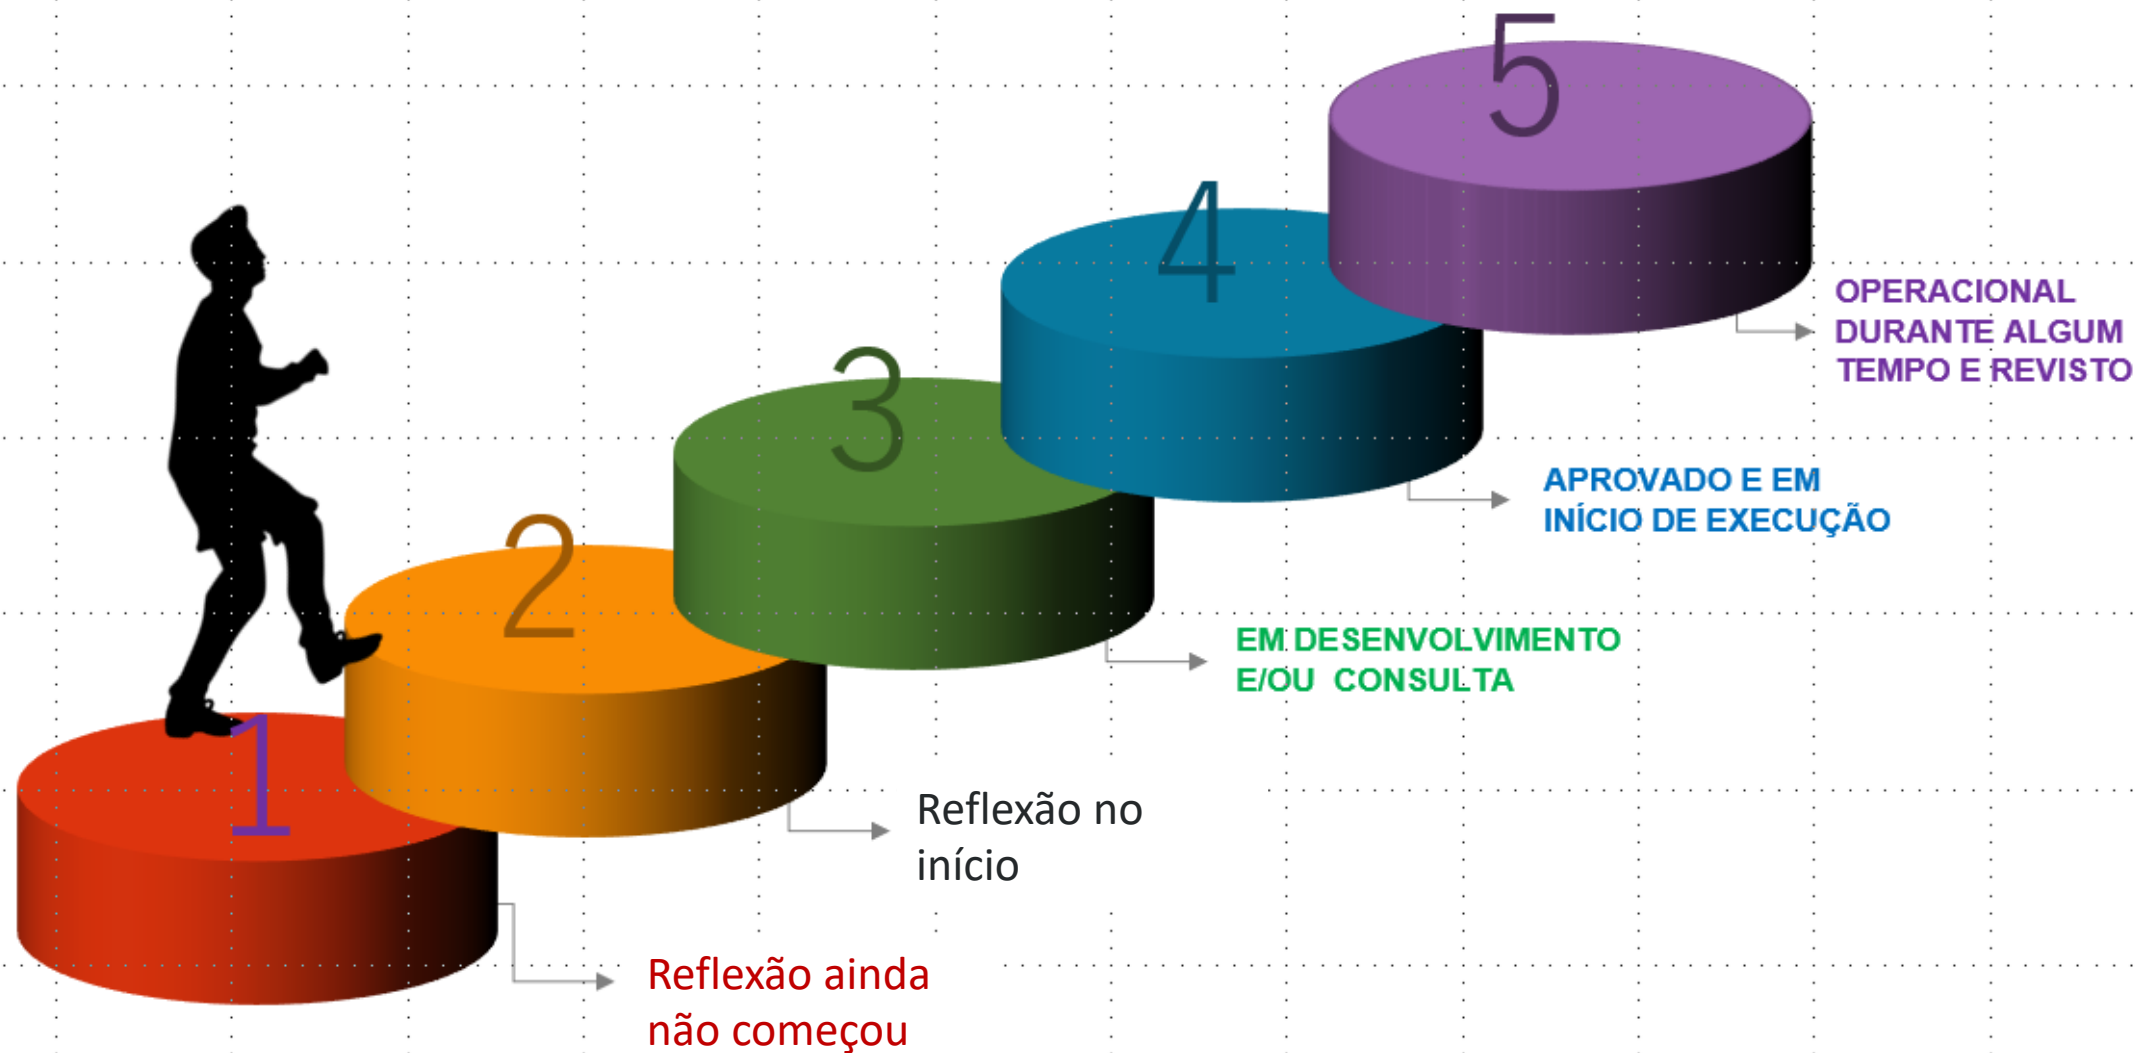 5
4
3
2
1
OPERACIONAL
DURANTE ALGUM
TEMPO E REVISTO
APROVADO E EM
INÍCIO DE EXECUÇÃO
EM DESENVOLVIMENTO
E/OU CONSULTA
Reflexão no
início
Reflexão ainda
não começou